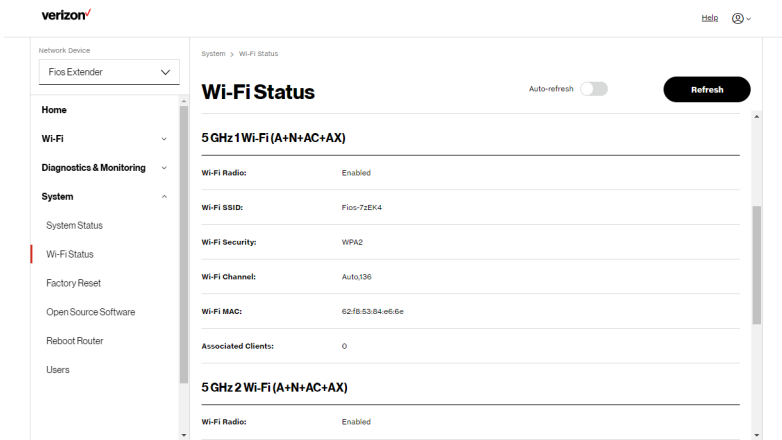 verizon
Help
Network Device
Fios Extender
Home
Wi-Fi
Diagnostics & Monitoring
System
System Status
Wi-Fi Status
Factory Reset
Open Source Software
Reboot Router
Users
System > Wi-Fi Status
Wi-Fi Status
Auto-refresh
Refresh
5 GHz 1 Wi-Fi (A+N+AC+AX)
Wi-Fi Radio: Enabled
Wi-Fi SSID: Fios-7zEK4
Wi-Fi Security: WPA2
Wi-Fi Channel: Auto,136
Wi-Fi MAC: 62:f8:53:84:e6:6e
Associated Clients: 0
5 GHz 2 Wi-Fi (A+N+AC+AX)
Wi-Fi Radio: Enabled